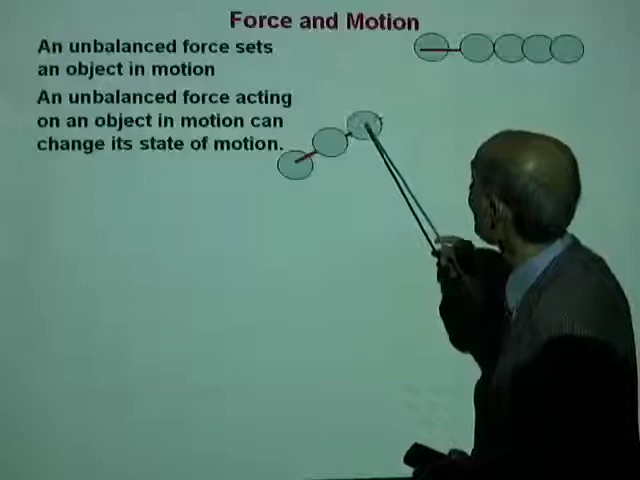 Force and Motion
An unbalanced force sets
an object in motion
An unbalanced force acting
on an object in motion can
change its state of motion.